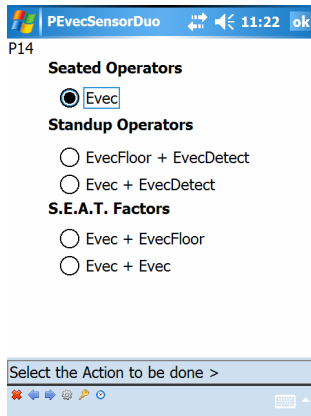 PEvecSensorDuo 11:22 ok
P14
Seated Operators
Evec
Standup Operators
EvecFloor + EvecDetect
Evec + EvecDetect
S.E.A.T. Factors
Evec + EvecFloor
Evec + Evec
Select the Action to be done >